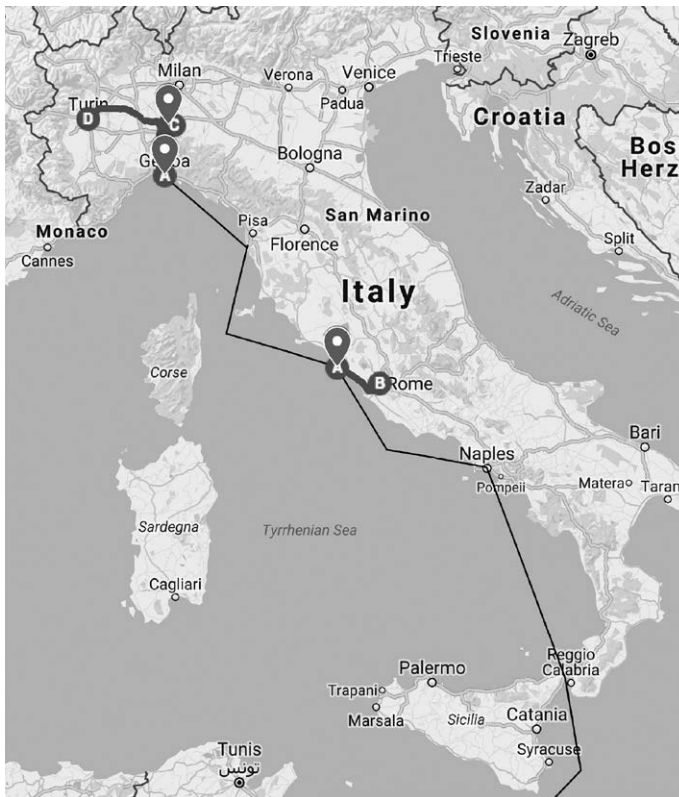 Slovenia
Zagreb
Milan
Trieste
Verona
Venice
Padua
Turin
Croatia
D
C
Bos
Herz
Bologna
A
Zadar
San Marino
Monaco
Pisa
Florence
Split
Cannes
Italy
Adriatic Sea
Corse
A
B
Rome
Bari
Naples
Pompeii
Matera
Taran
Sardegna
Tyrrhenian Sea
Cagliari
Reggio
Calabria
Palermo
Trapani
Marsala
Sicilia
Catania
Syracuse
Tunis
تونس